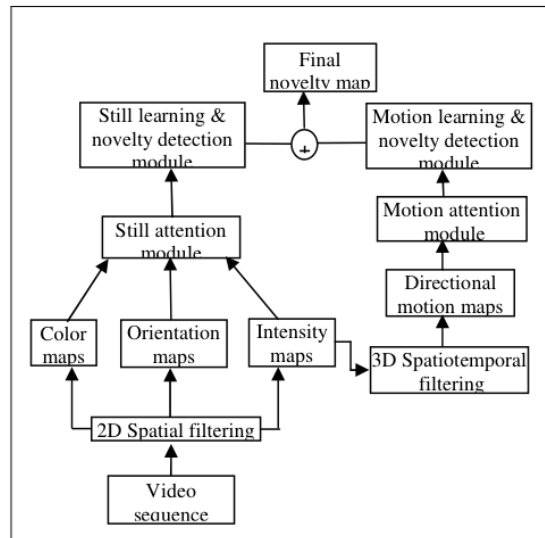 Final
novelty map
Still learning &
novelty detection
module
+
Motion learning &
novelty detection
module
Still attention
module
Motion attention
module
Directional
motion maps
Color
maps
Orientation
maps
Intensity
maps
3D Spatiotemporal
filtering
2D Spatial filtering
Video
sequence